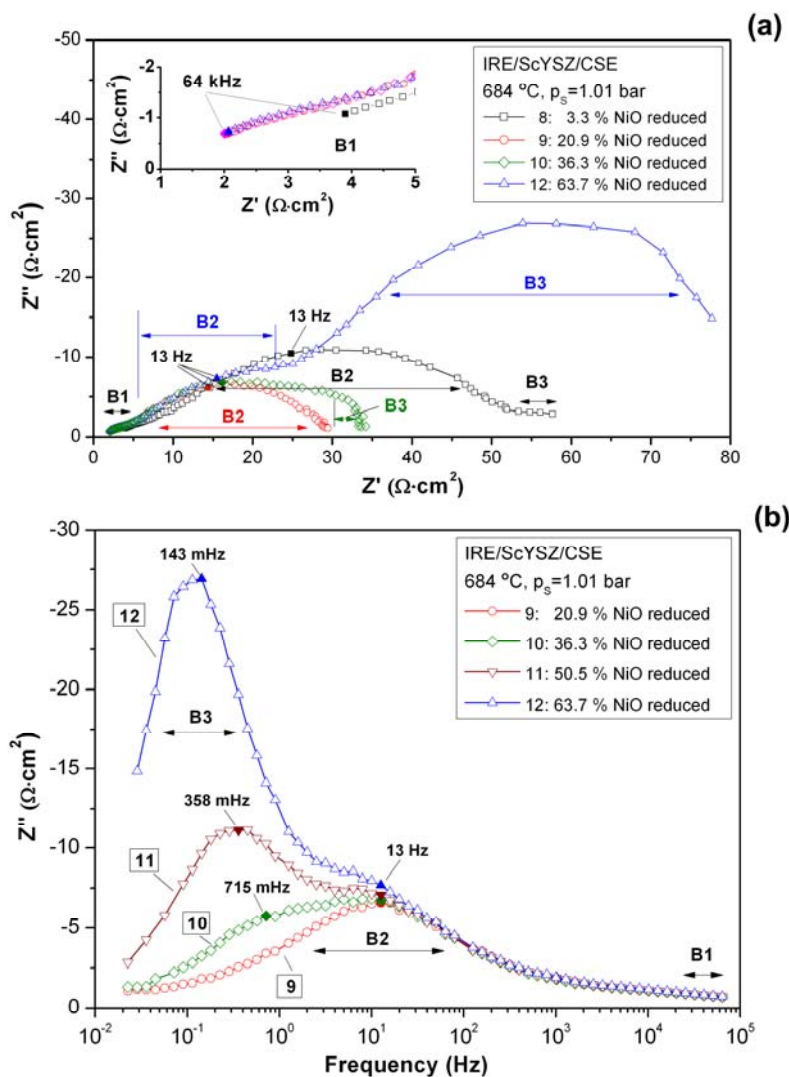 (a)
-50
-40
-30
-20
-10
0
Z'' (Ω·cm²)
0 10 20 30 40 50 60 70 80
Z' (Ω·cm²)
-2
-1
0
Z'' (Ω·cm²)
1 2 3 4 5
Z' (Ω·cm²)
64 kHz
B1
IRE/ScYSZ/CSE
684 ºC, pS=1.01 bar
8: 3.3 % NiO reduced
9: 20.9 % NiO reduced
10: 36.3 % NiO reduced
12: 63.7 % NiO reduced
B3
B2
13 Hz
13 Hz
B1
B2
B3
B3
B2
(b)
-30
-25
-20
-15
-10
-5
0
Z'' (Ω·cm²)
10⁻² 10⁻¹ 10⁰ 10¹ 10² 10³ 10⁴ 10⁵
Frequency (Hz)
IRE/ScYSZ/CSE
684 ºC, pS=1.01 bar
9: 20.9 % NiO reduced
10: 36.3 % NiO reduced
11: 50.5 % NiO reduced
12: 63.7 % NiO reduced
143 mHz
12
B3
358 mHz
11
13 Hz
715 mHz
10
B2
B1
9